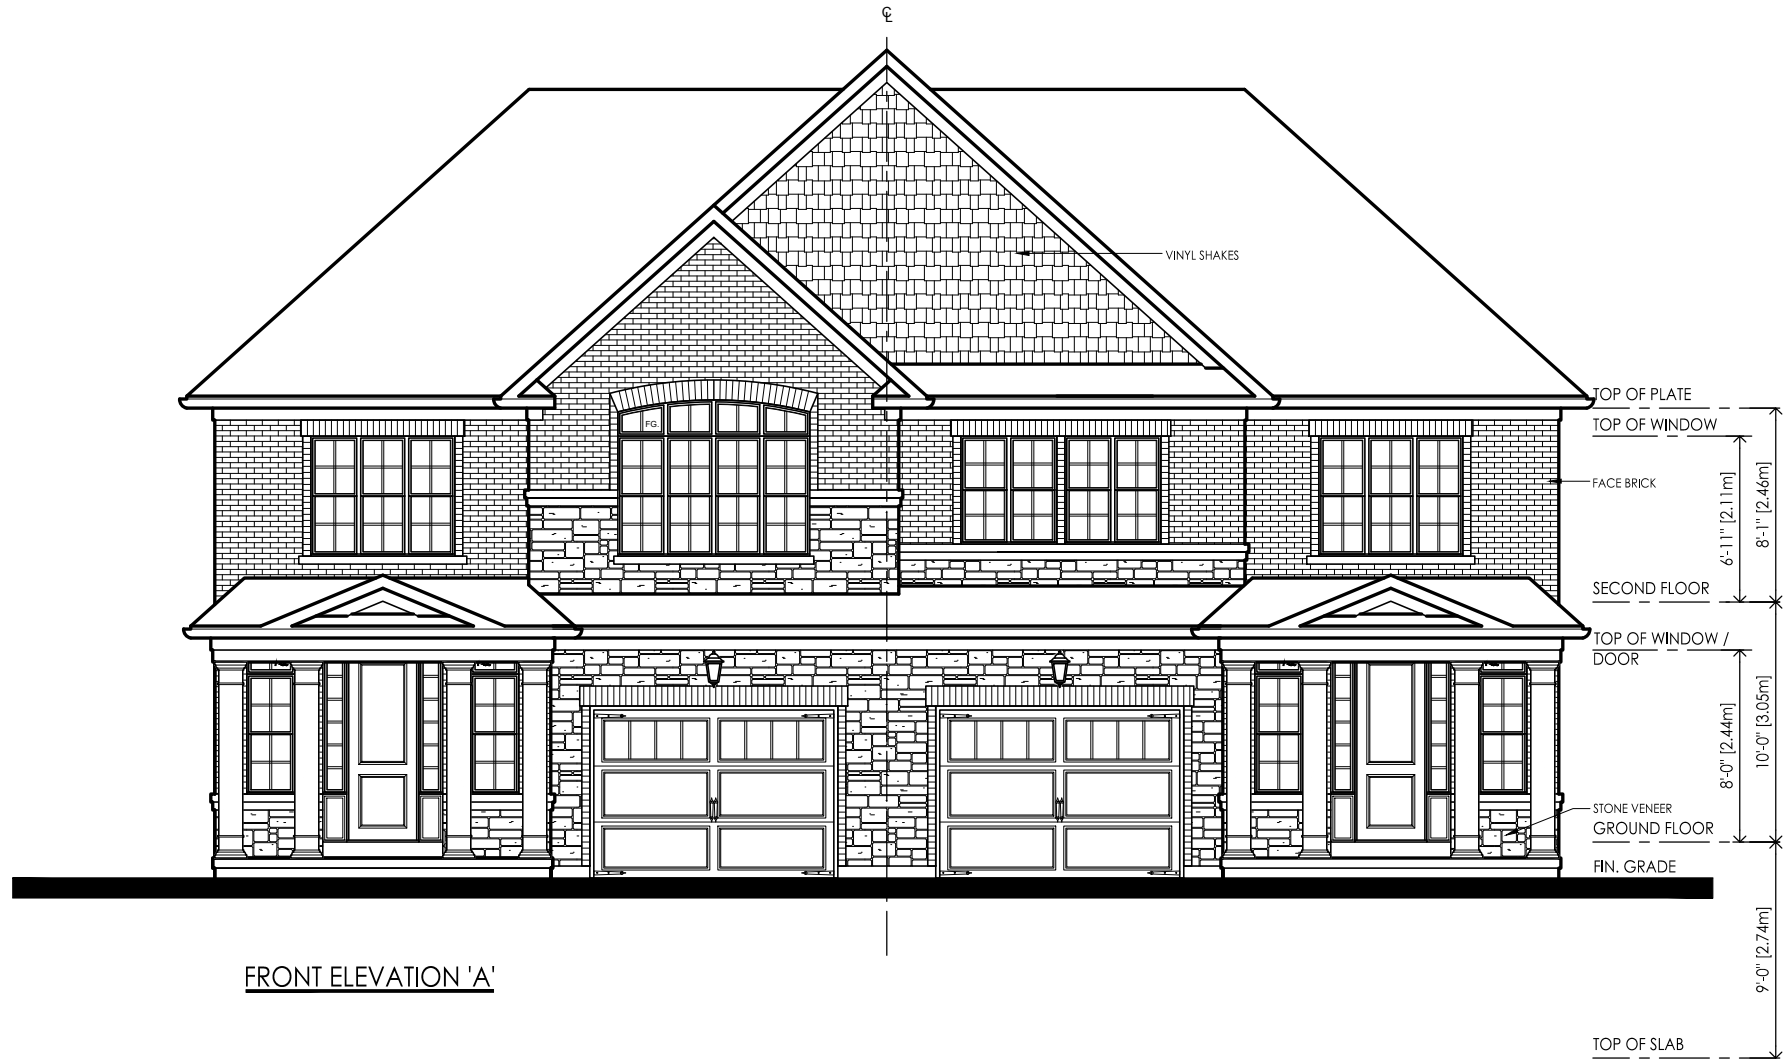 ℄
VINYL SHAKES
TOP OF PLATE
TOP OF WINDOW
FG.
FACE BRICK
6'-11" [2.11m]
8'-1" [2.46m]
SECOND FLOOR
TOP OF WINDOW /
DOOR
8'-0" [2.44m]
10'-0" [3.05m]
STONE VENEER
GROUND FLOOR
FIN. GRADE
9'-0" [2.74m]
FRONT ELEVATION 'A'
TOP OF SLAB